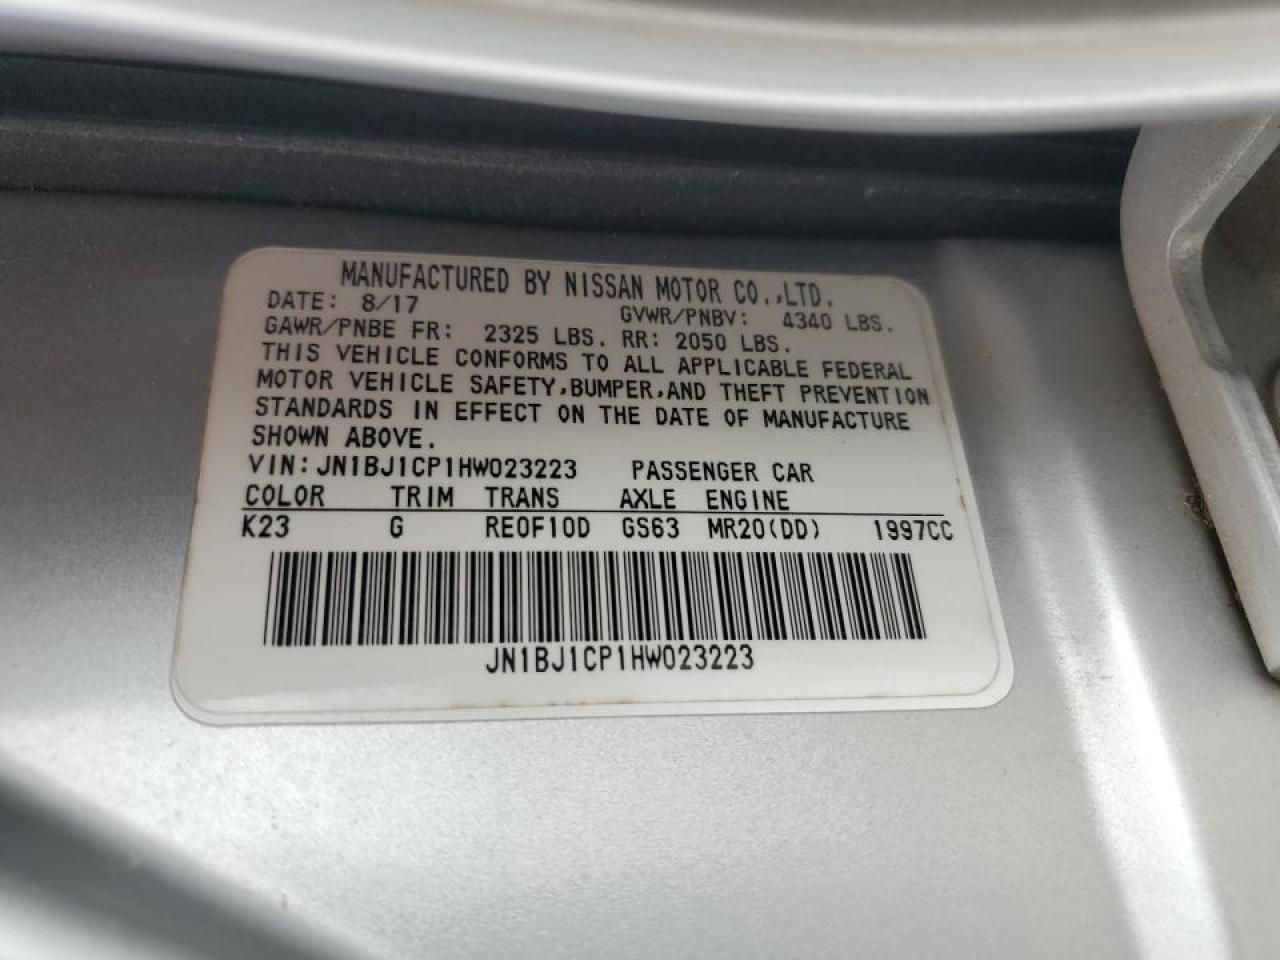 MANUFACTURED BY NISSAN MOTOR CO.,LTD.
DATE: 8/17 GVWR/PNBV: 4340 LBS.
GAWR/PNBE FR: 2325 LBS. RR: 2050 LBS.
THIS VEHICLE CONFORMS TO ALL APPLICABLE FEDERAL
MOTOR VEHICLE SAFETY,BUMPER,AND THEFT PREVENTION
STANDARDS IN EFFECT ON THE DATE OF MANUFACTURE
SHOWN ABOVE.
VIN:JN1BJ1CP1HW023223 PASSENGER CAR
COLOR TRIM TRANS AXLE ENGINE
K23 G RE0F10D GS63 MR20(DD) 1997CC
JN1BJ1CP1HW023223